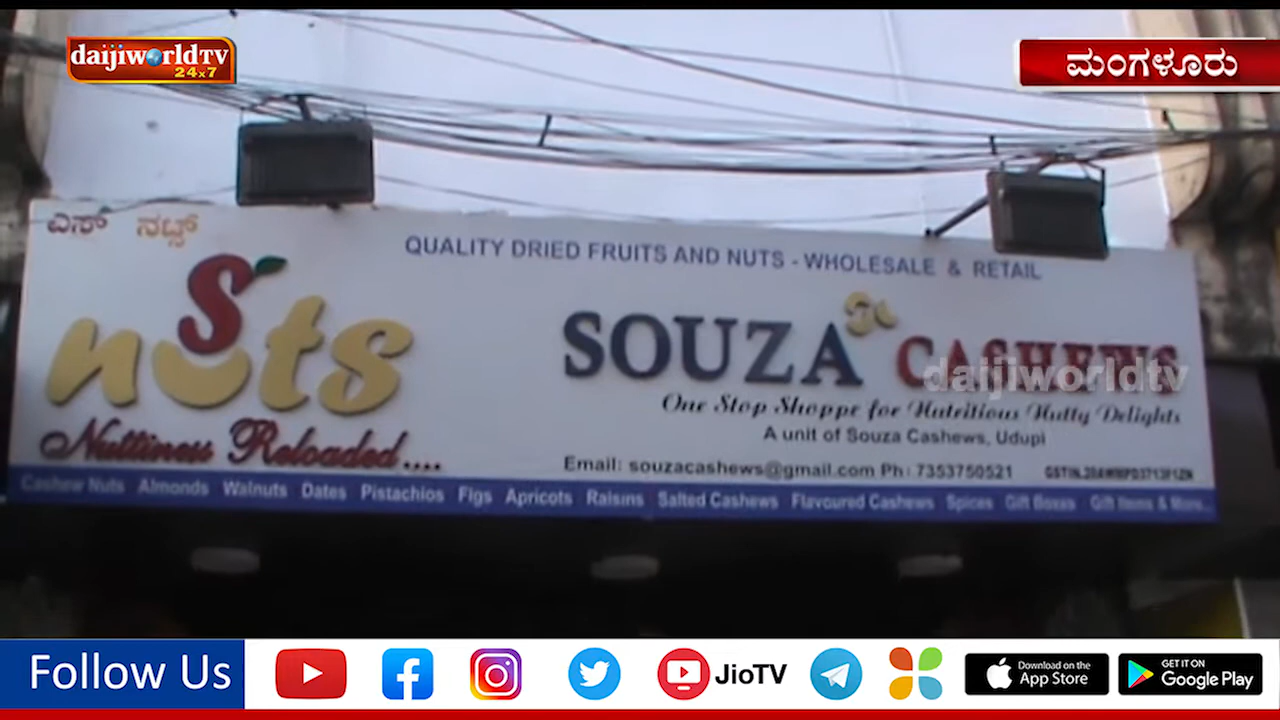 daijiworldTV
24x7
ಮಂಗಳೂರು
ಎಸ್ ನಟ್ಸ್
QUALITY DRIED FRUITS AND NUTS - WHOLESALE & RETAIL
S
nuts
Nuttiness Reloaded....
SOUZA CASHEWS
daijiworldtv
One Stop Shoppe for Nutritious Nutty Delights
A unit of Souza Cashews, Udupi
Email: souzacashews@gmail.com Ph: 7353750521
Cashew Nuts Almonds Walnuts Dates Pistachios Figs Apricots Raisins Salted Cashews Flavoured Cashews Spices Gift Boxes Gift Items & More..
Follow Us
JioTV
Download on the
App Store
GET IT ON
Google Play